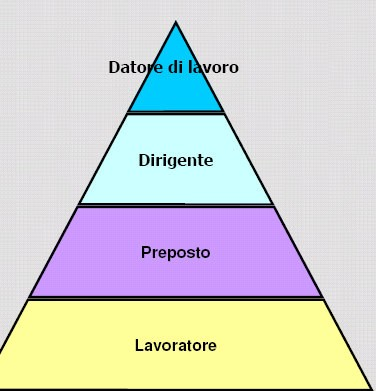 Datore di lavoro
Dirigente
Preposto
Lavoratore